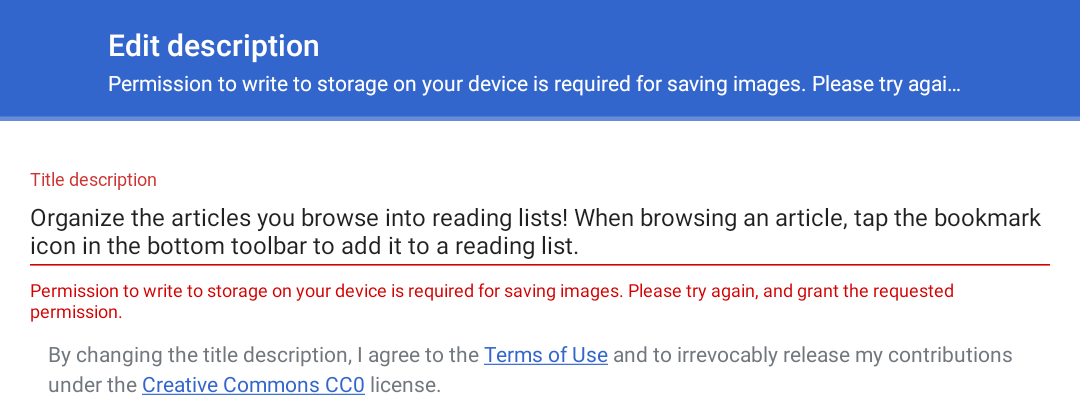 Edit description
Permission to write to storage on your device is required for saving images. Please try agai...
Title description
Organize the articles you browse into reading lists! When browsing an article, tap the bookmark
icon in the bottom toolbar to add it to a reading list.
Permission to write to storage on your device is required for saving images. Please try again, and grant the requested
permission.
By changing the title description, I agree to the Terms of Use and to irrevocably release my contributions
under the Creative Commons CC0 license.